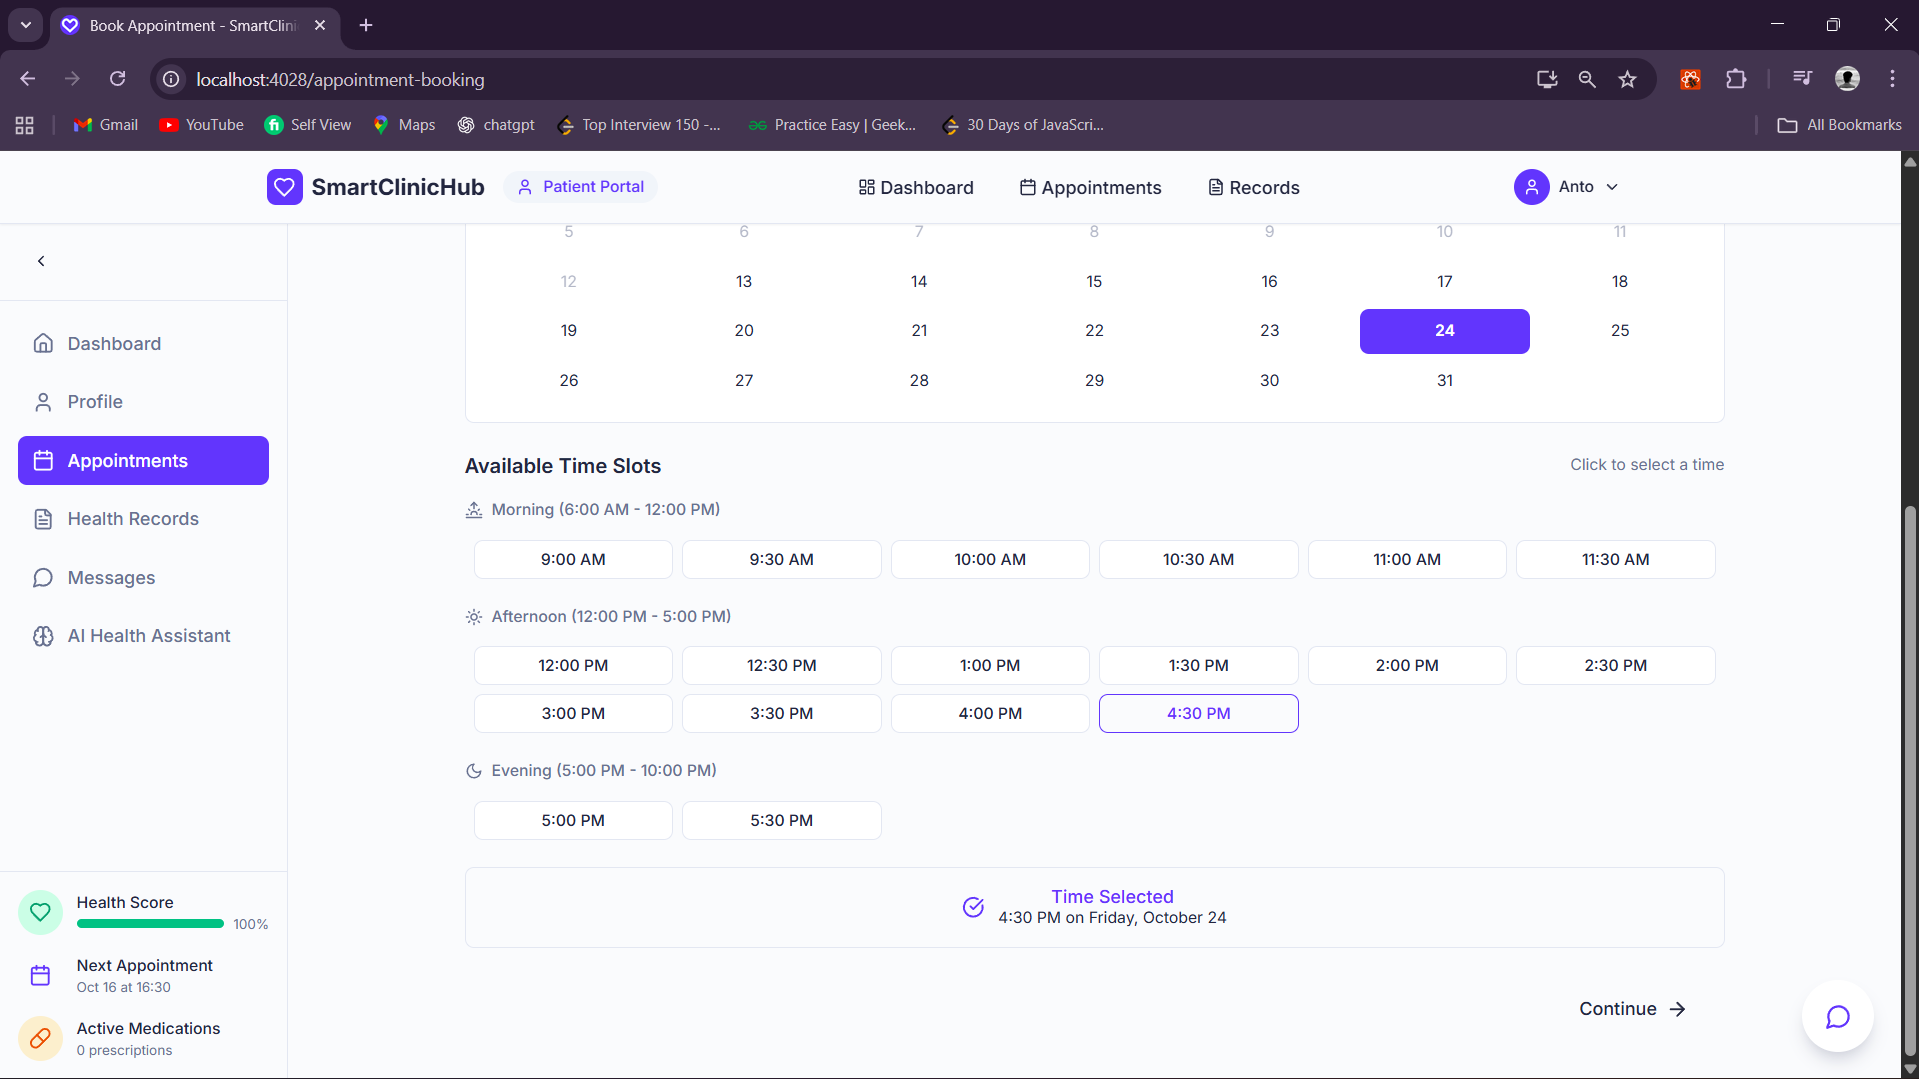 Book Appointment - SmartClini
localhost:4028/appointment-booking
Gmail
YouTube
Self View
Maps
chatgpt
Top Interview 150 -...
Practice Easy | Geek...
30 Days of JavaScri...
All Bookmarks
SmartClinicHub
Patient Portal
Dashboard
Appointments
Records
Anto
Dashboard
Profile
Appointments
Health Records
Messages
AI Health Assistant
Health Score
100%
Next Appointment
Oct 16 at 16:30
Active Medications
0 prescriptions
5 6 7 8 9 10 11
12 13 14 15 16 17 18
19 20 21 22 23 24 25
26 27 28 29 30 31
Available Time Slots
Click to select a time
Morning (6:00 AM - 12:00 PM)
9:00 AM 9:30 AM 10:00 AM 10:30 AM 11:00 AM 11:30 AM
Afternoon (12:00 PM - 5:00 PM)
12:00 PM 12:30 PM 1:00 PM 1:30 PM 2:00 PM 2:30 PM
3:00 PM 3:30 PM 4:00 PM 4:30 PM
Evening (5:00 PM - 10:00 PM)
5:00 PM 5:30 PM
Time Selected
4:30 PM on Friday, October 24
Continue